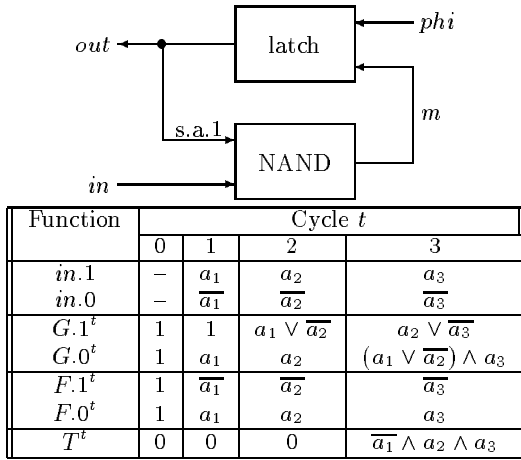 phi
out
latch
m
s.a.1
NAND
in
Function Cycle t
0 1 2 3
in.1 – a₁ a₂ a₃
in.0 – a̅₁ a̅₂ a̅₃
G.1ᵗ 1 1 a₁ ∨ a̅₂ a₂ ∨ a̅₃
G.0ᵗ 1 a₁ a₂ (a₁ ∨ a̅₂) ∧ a₃
F.1ᵗ 1 a̅₁ a̅₂ a̅₃
F.0ᵗ 1 a₁ a₂ a₃
Tᵗ 0 0 0 a̅₁ ∧ a₂ ∧ a₃